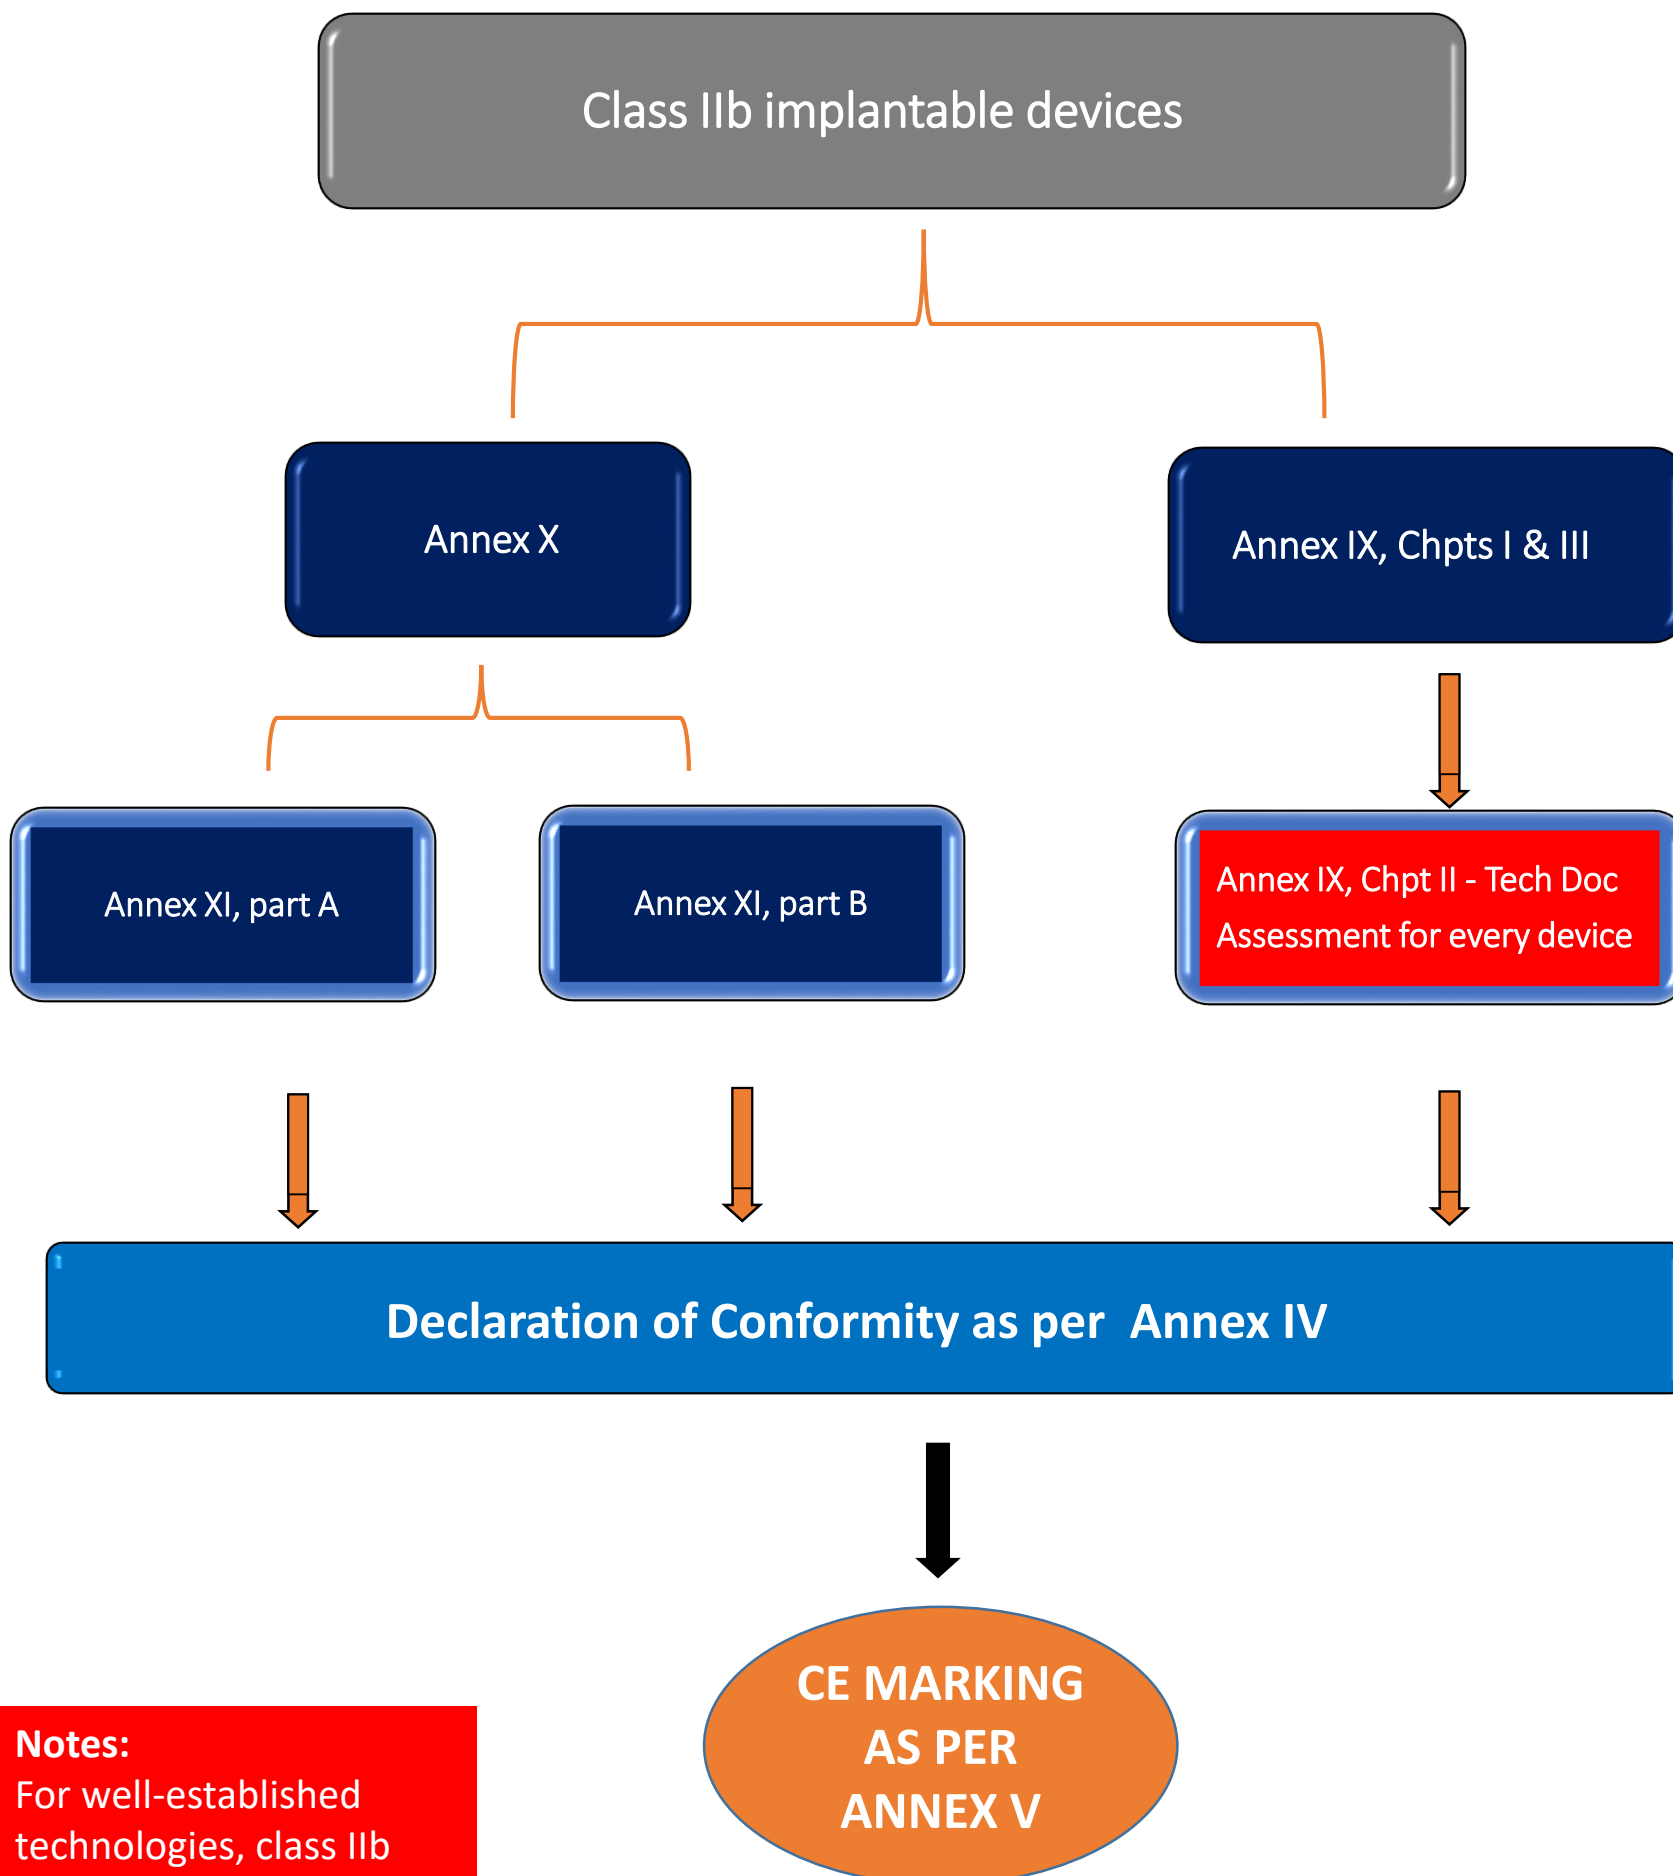 Class IIb implantable devices
Annex X
Annex IX, Chpts I & III
Annex XI, part A
Annex XI, part B
Annex IX, Chpt II - Tech Doc
Assessment for every device
Declaration of Conformity as per  Annex IV
CE MARKING
AS PER
ANNEX V
Notes:
For well-established
technologies, class IIb